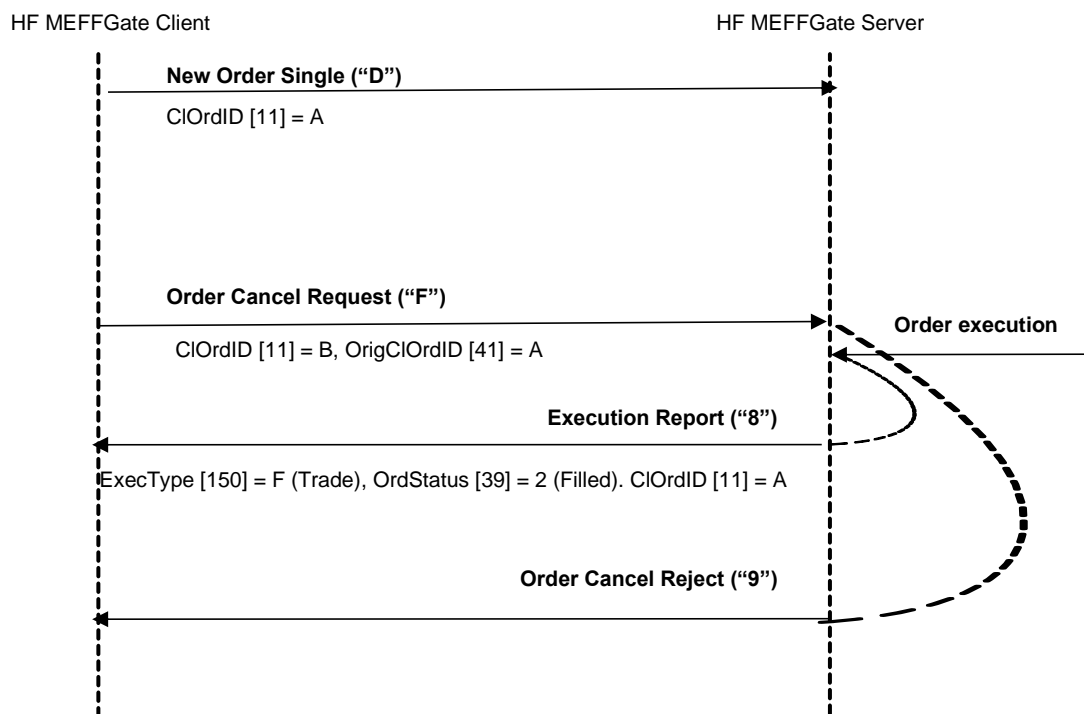 HF MEFFGate Client
HF MEFFGate Server
New Order Single (“D”)
ClOrdID [11] = A
Order Cancel Request (“F”)
Order execution
ClOrdID [11] = B, OrigClOrdID [41] = A
Execution Report (“8”)
ExecType [150] = F (Trade), OrdStatus [39] = 2 (Filled). ClOrdID [11] = A
Order Cancel Reject (“9”)